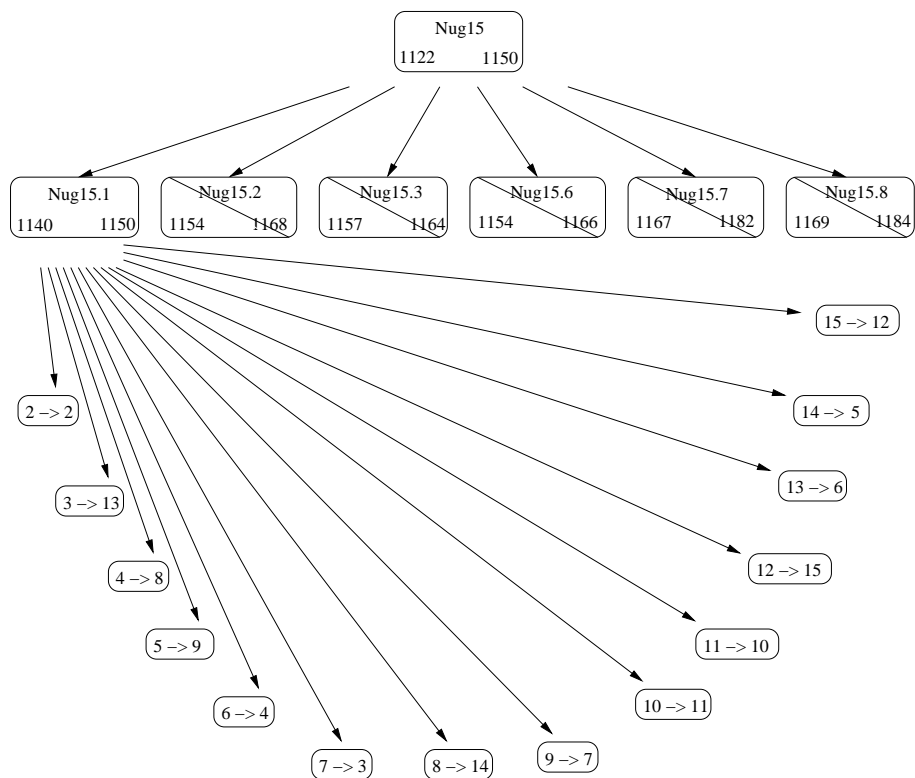 Nug15
1122 1150
Nug15.1 Nug15.2 Nug15.3 Nug15.6 Nug15.7 Nug15.8
1140 1150 1154 1168 1157 1164 1154 1166 1167 1182 1169 1184
15 –> 12
2 –> 2
14 –> 5
13 –> 6
3 –> 13
12 –> 15
4 –> 8
11 –> 10
5 –> 9
10 –> 11
6 –> 4
9 –> 7
7 –> 3
8 –> 14